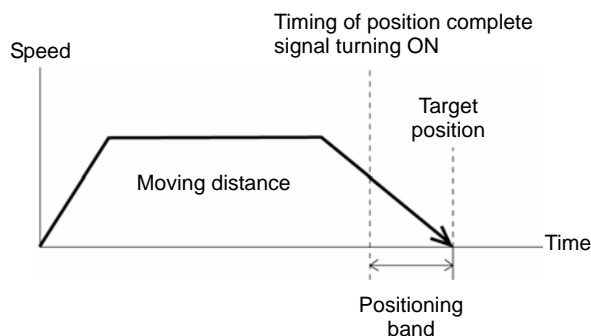 Timing of position complete
signal turning ON
Speed
Target
position
Moving distance
Time
Positioning
band